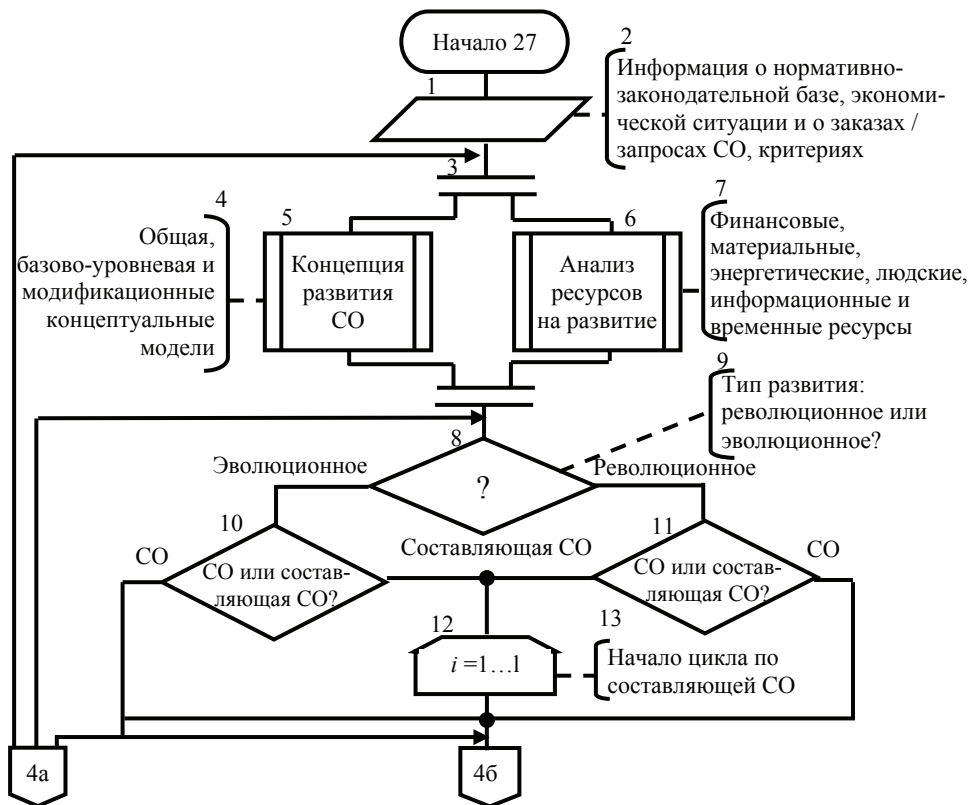 Начало 27
2
Информация о нормативно-
законодательной базе, экономи-
ческой ситуации и о заказах /
запросах СО, критериях
1
3
4
Общая,
базово-уровневая и
модификационные
концептуальные
модели
5
Концепция
развития
СО
6
Анализ
ресурсов
на развитие
7
Финансовые,
материальные,
энергетические, людские,
информационные и
временные ресурсы
9
Тип развития:
революционное или
эволюционное?
8
Эволюционное
?
Революционное
10
СО
СО или состав-
ляющая СО?
Составляющая СО
11
СО
СО или состав-
ляющая СО?
12
i =1…l
13
Начало цикла по
составляющей СО
4а
4б